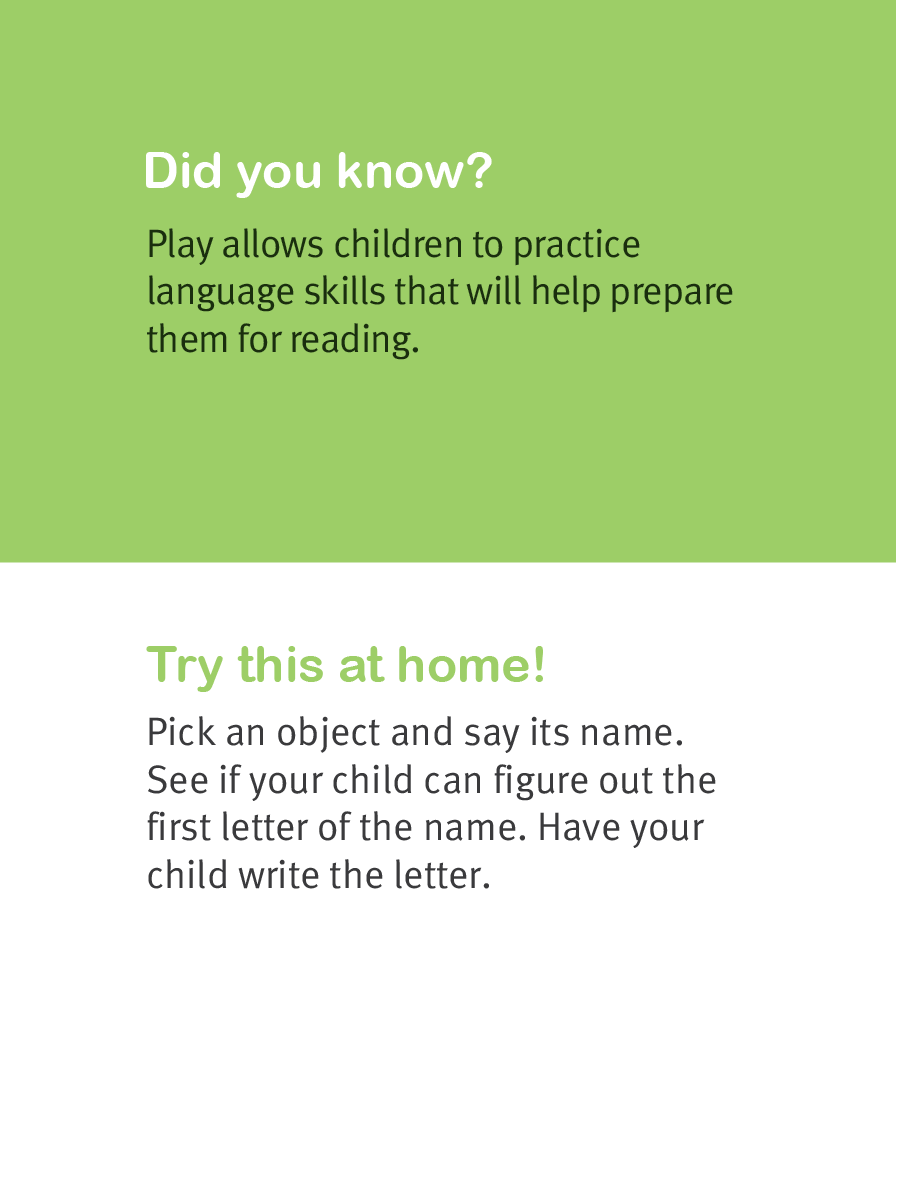 Did you know?
Play allows children to practice
language skills that will help prepare
them for reading.
Try this at home!
Pick an object and say its name.
See if your child can figure out the
first letter of the name. Have your
child write the letter.